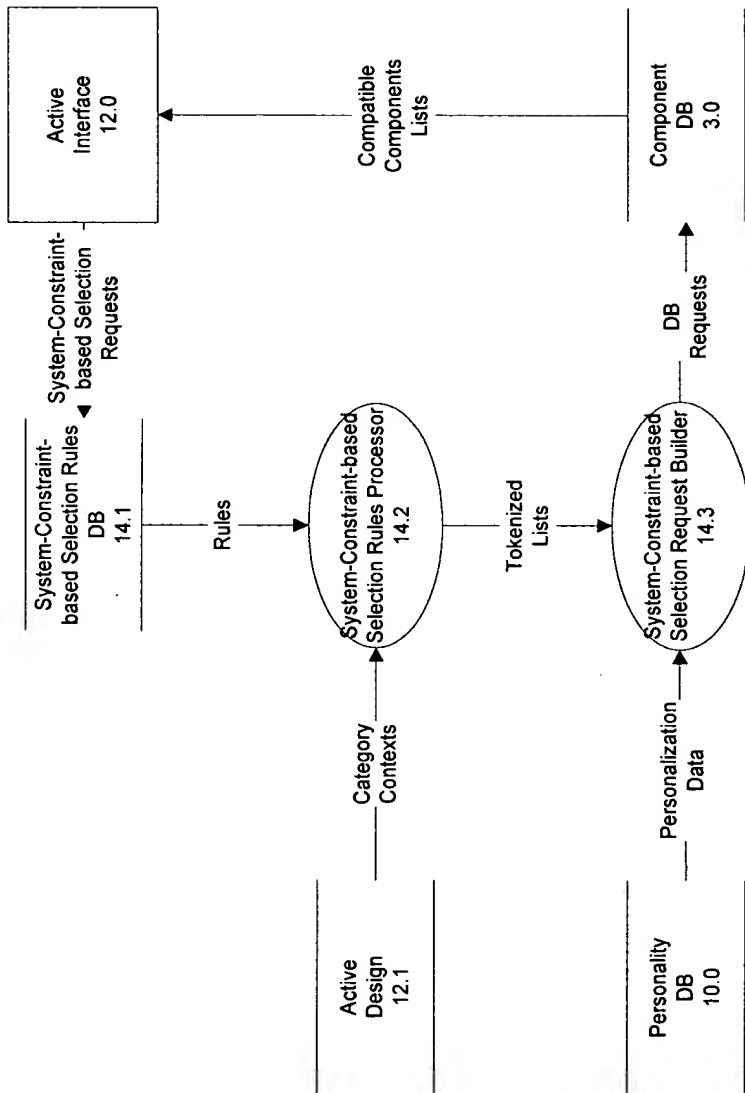 Active
Interface
12.0
System-Constraint-
based Selection
Requests
System-Constraint-
based Selection Rules
DB
14.1
Rules
Compatible
Components
Lists
Active
Design
12.1
Category
Contexts
System-Constraint-based
Selection Rules Processor
14.2
Tokenized
Lists
Personality
DB
10.0
Personalization
Data
System-Constraint-based
Selection Request Builder
14.3
DB
Requests
Component
DB
3.0